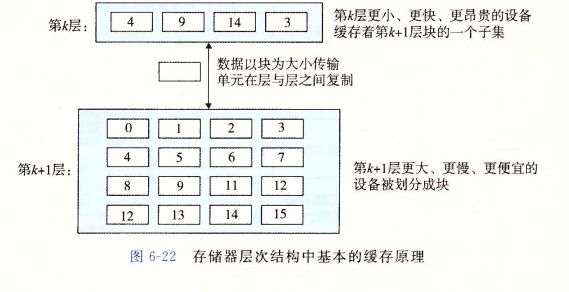 第k层：
4 9 14 3
第k层更小、更快、更昂贵的设备
缓存着第k+1层块的一个子集
数据以块为大小传输
单元在层与层之间复制
0 1 2 3
4 5 6 7
第k+1层：
8 9 11 12
12 13 14 15
第k+1层更大、更慢、更便宜的
设备被划分成块
图 6-22 存储器层次结构中基本的缓存原理